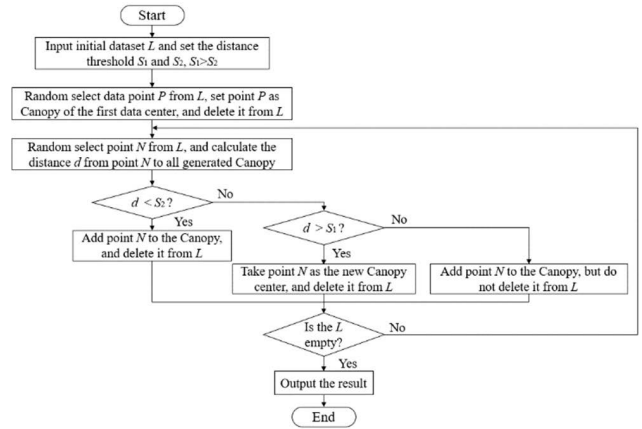 Start
Input initial dataset L and set the distance
threshold S₁ and S₂, S₁>S₂
Random select data point P from L, set point P as
Canopy of the first data center, and delete it from L
Random select point N from L, and calculate the
distance d from point N to all generated Canopy
d < S₂?
No
Yes
d > S₁?
No
Yes
Add point N to the Canopy,
and delete it from L
Take point N as the new Canopy
center, and delete it from L
Add point N to the Canopy, but do
not delete it from L
Is the L
empty?
No
Yes
Output the result
End